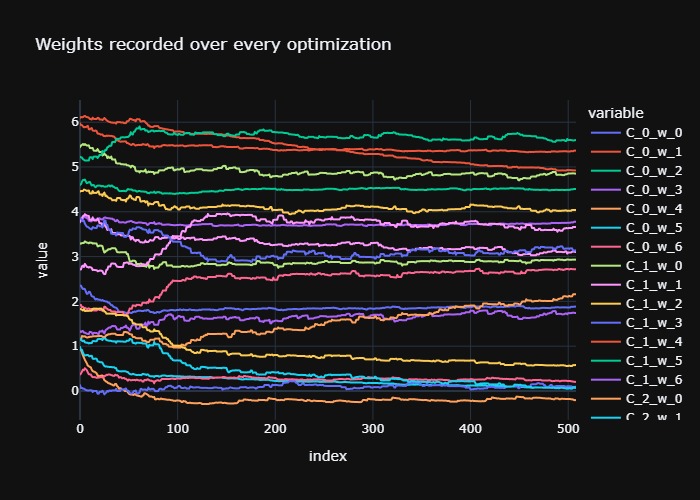 Weights recorded over every optimization
variable
C_0_w_0
C_0_w_1
C_0_w_2
C_0_w_3
C_0_w_4
C_0_w_5
C_0_w_6
C_1_w_0
C_1_w_1
C_1_w_2
C_1_w_3
C_1_w_4
C_1_w_5
C_1_w_6
C_2_w_0
C_2_w_1
6
5
4
3
2
1
0
value
0 100 200 300 400 500
index